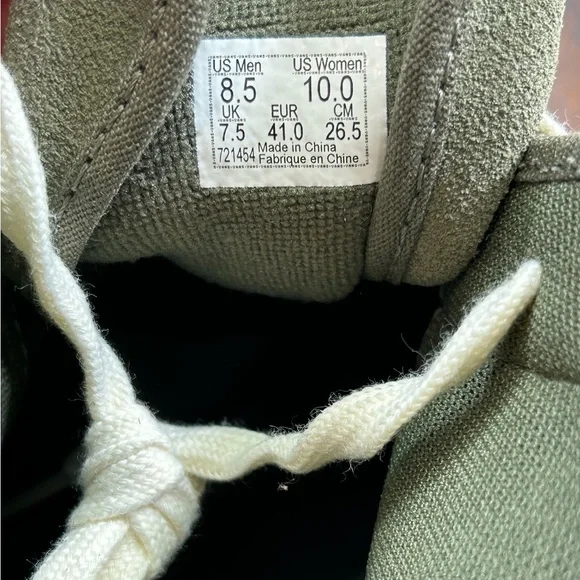 US Men US Women
8.5 10.0
UK EUR CM
7.5 41.0 26.5
721454 Made in China
Fabrique en Chine